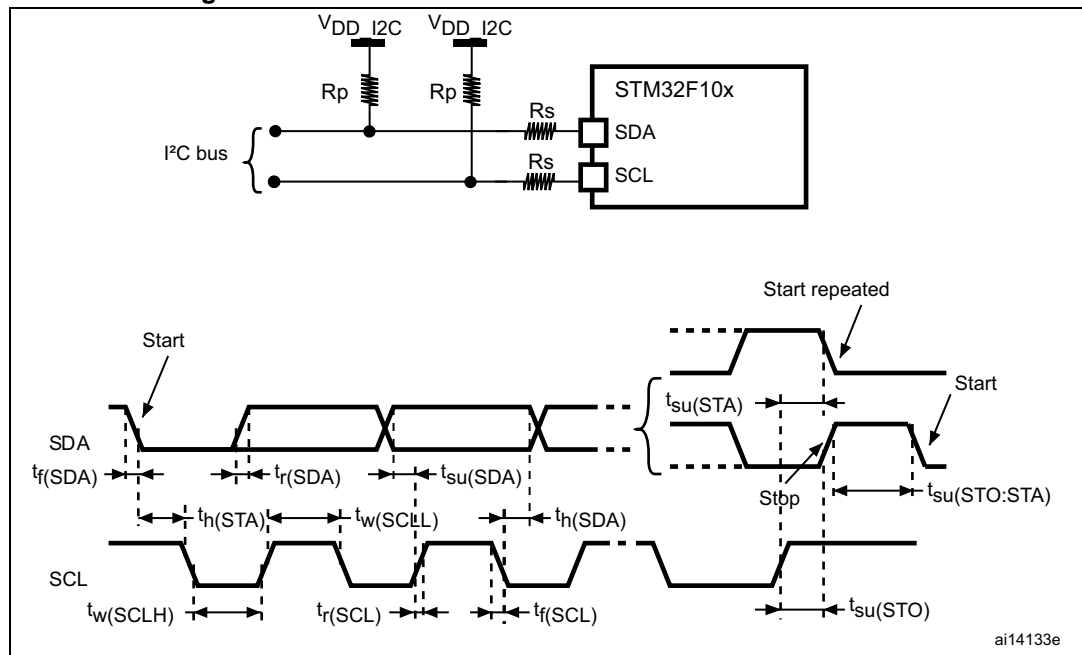 VDD_I2C VDD_I2C
Rp Rp
STM32F10x
Rs
SDA
I²C bus
Rs
SCL
Start repeated
Start
Start
tsu(STA)
SDA
tf(SDA) tr(SDA) tsu(SDA)
Stop
tsu(STO:STA)
th(STA) tw(SCLL) th(SDA)
SCL
tw(SCLH) tr(SCL) tf(SCL) tsu(STO)
ai14133e